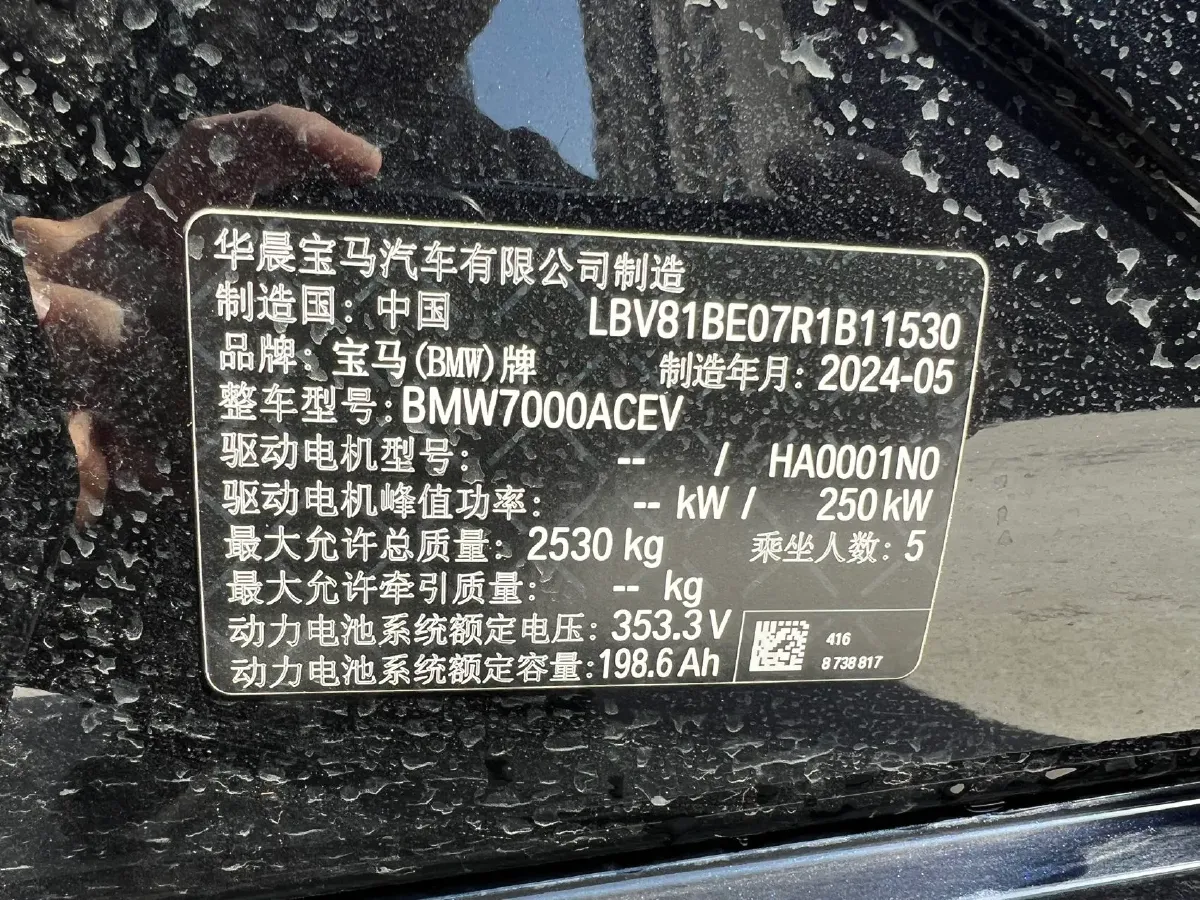 华晨宝马汽车有限公司制造
制造国：中国 LBV81BE07R1B11530
品牌：宝马(BMW)牌 制造年月：2024-05
整车型号：BMW7000ACEV
驱动电机型号： -- / HA0001N0
驱动电机峰值功率： -- kW / 250 kW
最大允许总质量：2530 kg 乘坐人数：5
最大允许牵引质量： -- kg
动力电池系统额定电压：353.3 V
动力电池系统额定容量：198.6 Ah
416
8 738 817